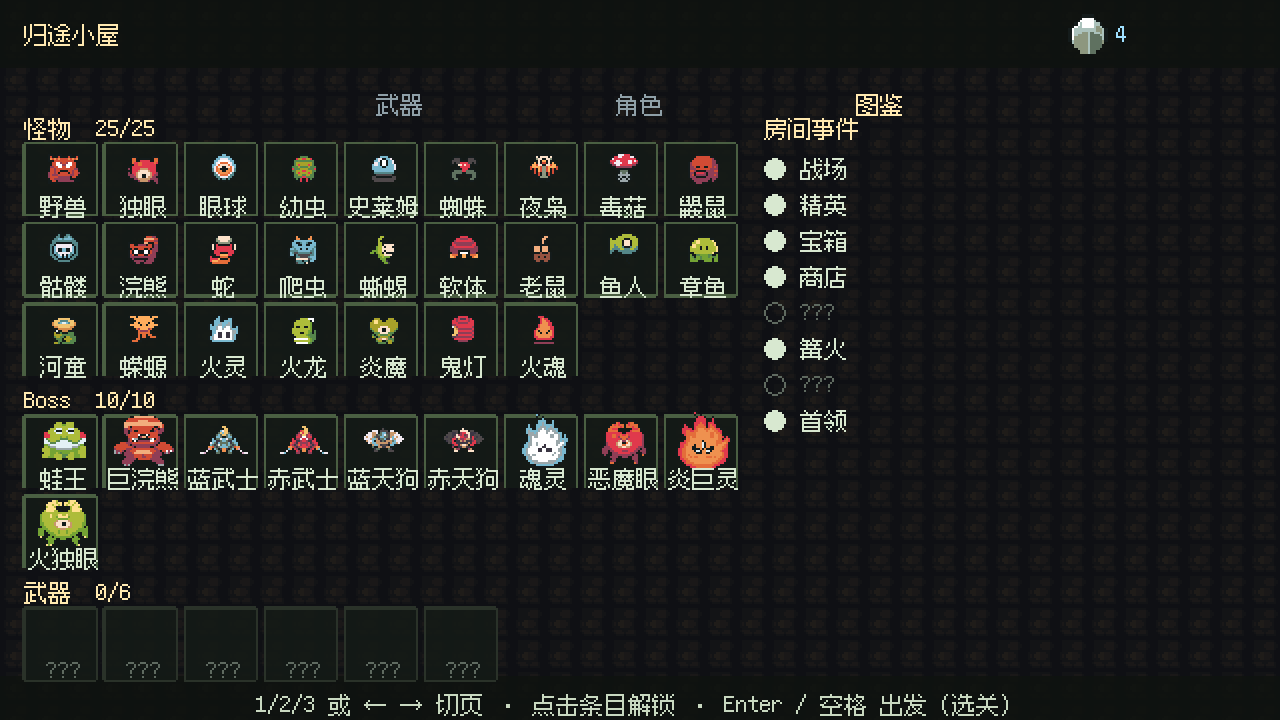 归途小屋
4
武器 角色 图鉴
怪物 25/25
野兽 独眼 眼球 幼虫 史莱姆 蜘蛛 夜枭 毒菇 鼹鼠
骷髅 浣熊 蛇 爬虫 蜥蜴 软体 老鼠 鱼人 章鱼
河童 蝾螈 火灵 火龙 炎魔 鬼灯 火魂
Boss 10/10
蛙王 巨浣熊 蓝武士 赤武士 蓝天狗 赤天狗 魂灵 恶魔眼 炎巨灵
火独眼
武器 0/6
??? ??? ??? ??? ??? ???
房间事件
战场
精英
宝箱
商店
???
篝火
???
首领
1/2/3 或 ← → 切页 · 点击条目解锁 · Enter / 空格 出发 (选关)